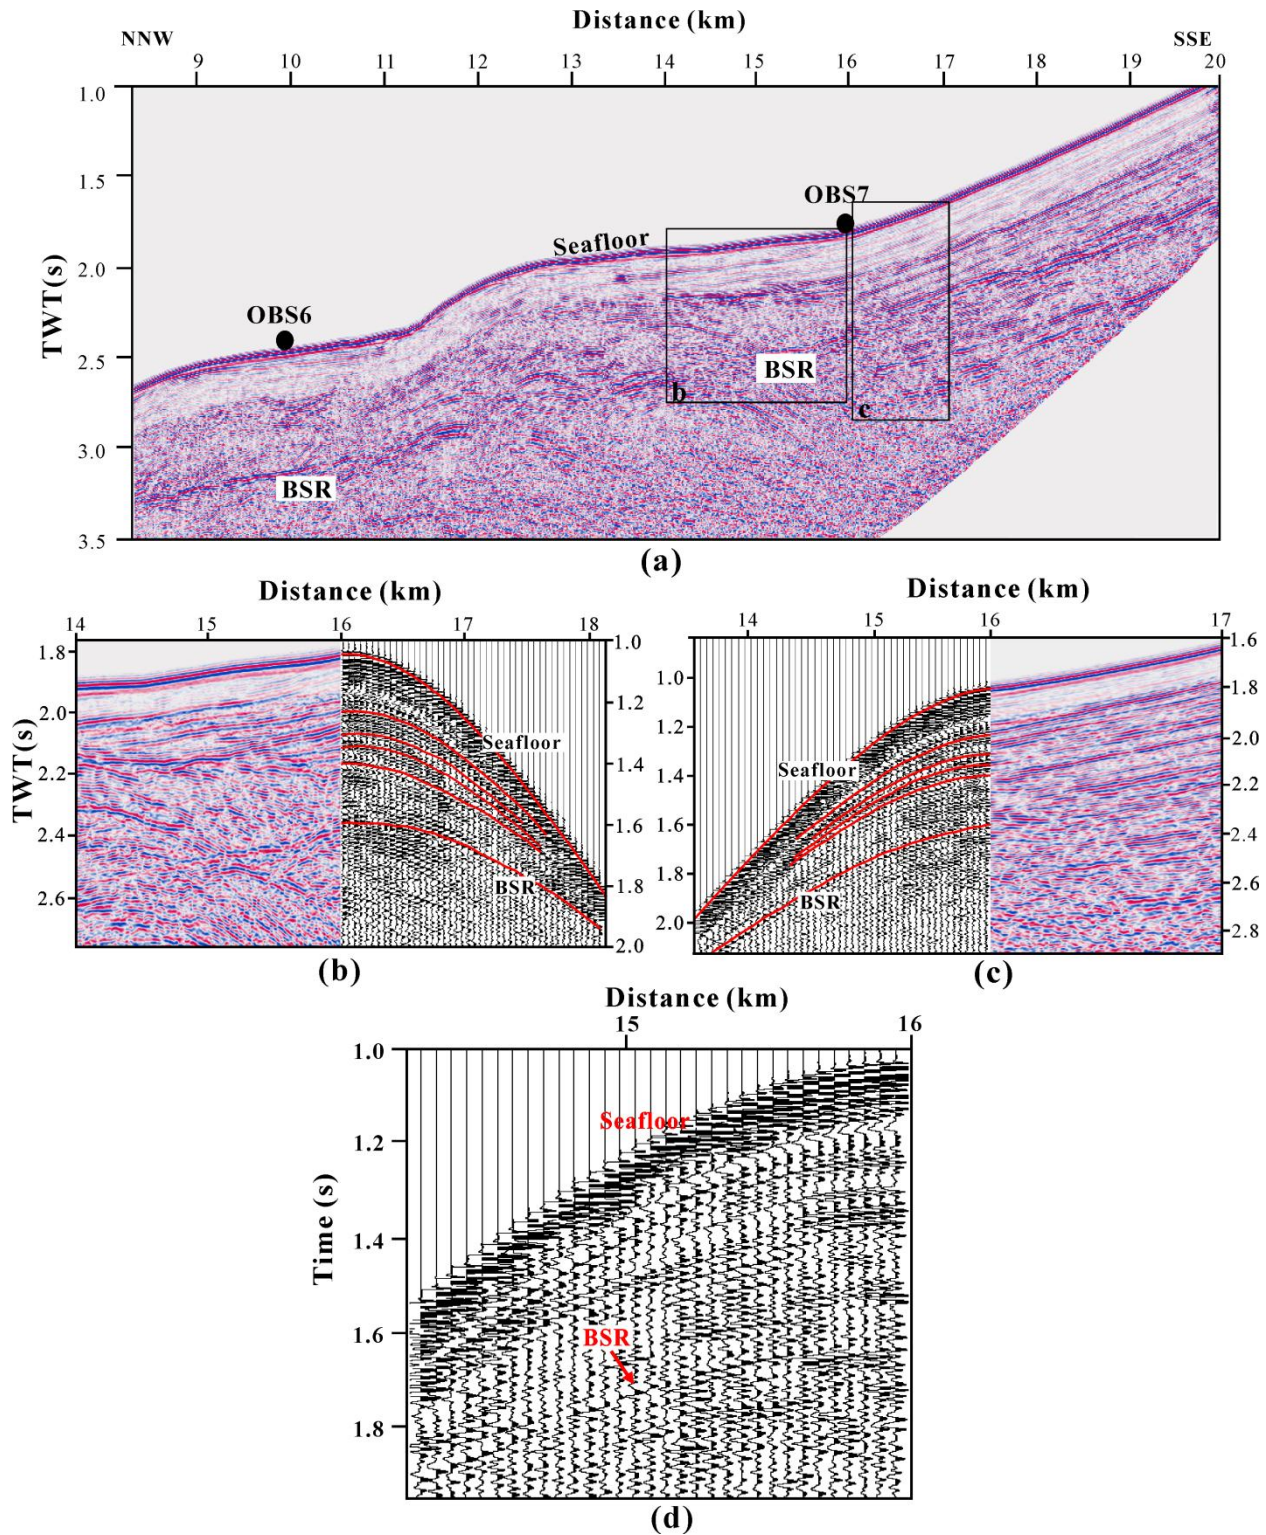 Distance (km)
NNW
SSE
9 10 11 12 13 14 15 16 17 18 19 20
1.0
1.5
2.0
2.5
3.0
3.5
TWT(s)
OBS7
Seafloor
OBS6
BSR
b
c
BSR
(a)
Distance (km)
14 15 16 17 18
1.8
2.0
2.2
2.4
2.6
TWT(s)
1.0
1.2
1.4
1.6
1.8
2.0
Seafloor
BSR
(b)
Distance (km)
14 15 16 17
1.0
1.2
1.4
1.6
1.8
2.0
1.6
1.8
2.0
2.2
2.4
2.6
2.8
Seafloor
BSR
(c)
Distance (km)
15 16
1.0
1.2
1.4
1.6
1.8
Time (s)
Seafloor
BSR
(d)